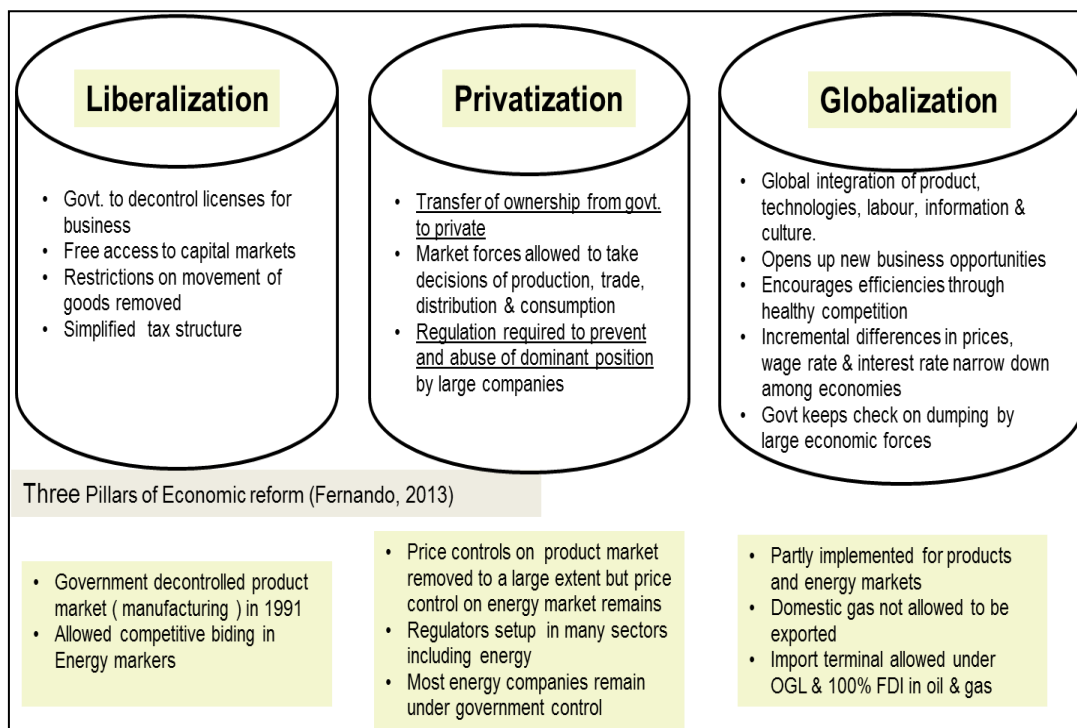 Liberalization
• Govt. to decontrol licenses for
business
• Free access to capital markets
• Restrictions on movement of
goods removed
• Simplified tax structure
Privatization
• Transfer of ownership from govt.
to private
• Market forces allowed to take
decisions of production, trade,
distribution & consumption
• Regulation required to prevent
and abuse of dominant position
by large companies
Globalization
• Global integration of product,
technologies, labour, information &
culture.
• Opens up new business opportunities
• Encourages efficiencies through
healthy competition
• Incremental differences in prices,
wage rate & interest rate narrow down
among economies
• Govt keeps check on dumping by
large economic forces
Three Pillars of Economic reform (Fernando, 2013)
• Government decontrolled product
market ( manufacturing ) in 1991
• Allowed competitive biding in
Energy markers
• Price controls on product market
removed to a large extent but price
control on energy market remains
• Regulators setup in many sectors
including energy
• Most energy companies remain
under government control
• Partly implemented for products
and energy markets
• Domestic gas not allowed to be
exported
• Import terminal allowed under
OGL & 100% FDI in oil & gas